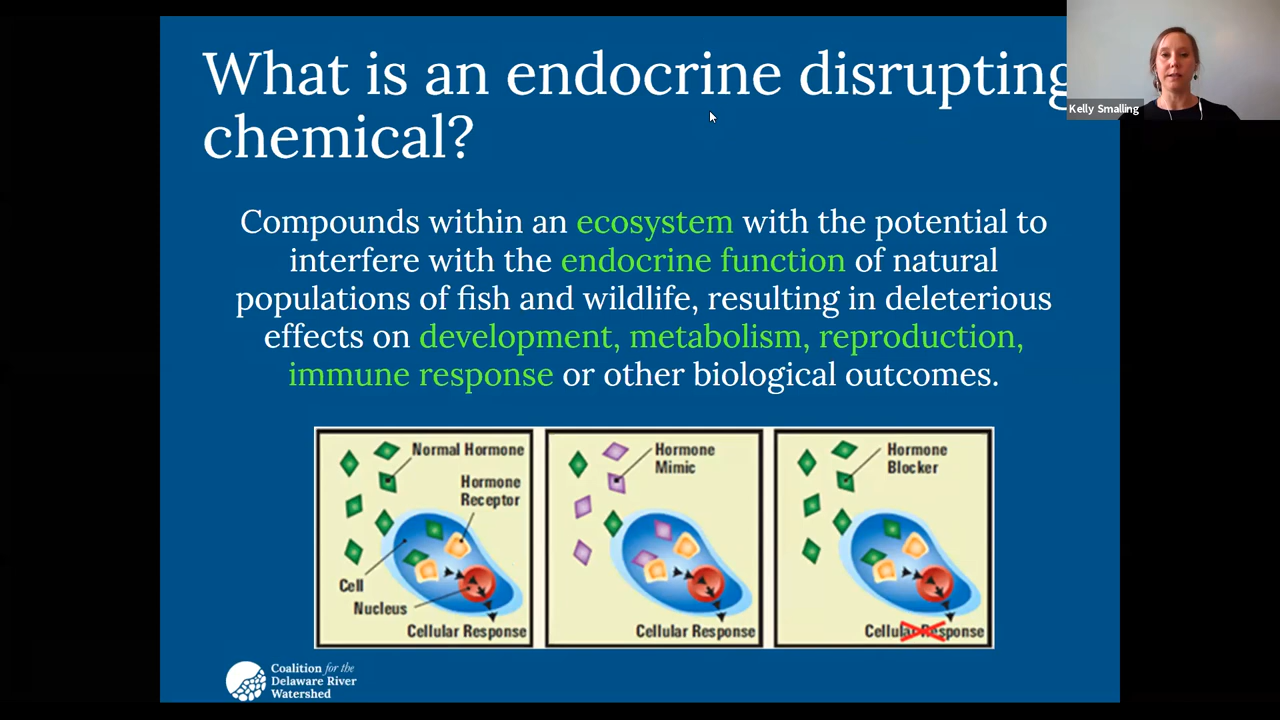 What is an endocrine disrupting
chemical?
Kelly Smalling
Compounds within an ecosystem with the potential to
interfere with the endocrine function of natural
populations of fish and wildlife, resulting in deleterious
effects on development, metabolism, reproduction,
immune response or other biological outcomes.
Normal Hormone
Hormone
Receptor
Cell
Nucleus
Cellular Response
Hormone
Mimic
Cellular Response
Hormone
Blocker
Cellular Response
Coalition for the
Delaware River
Watershed